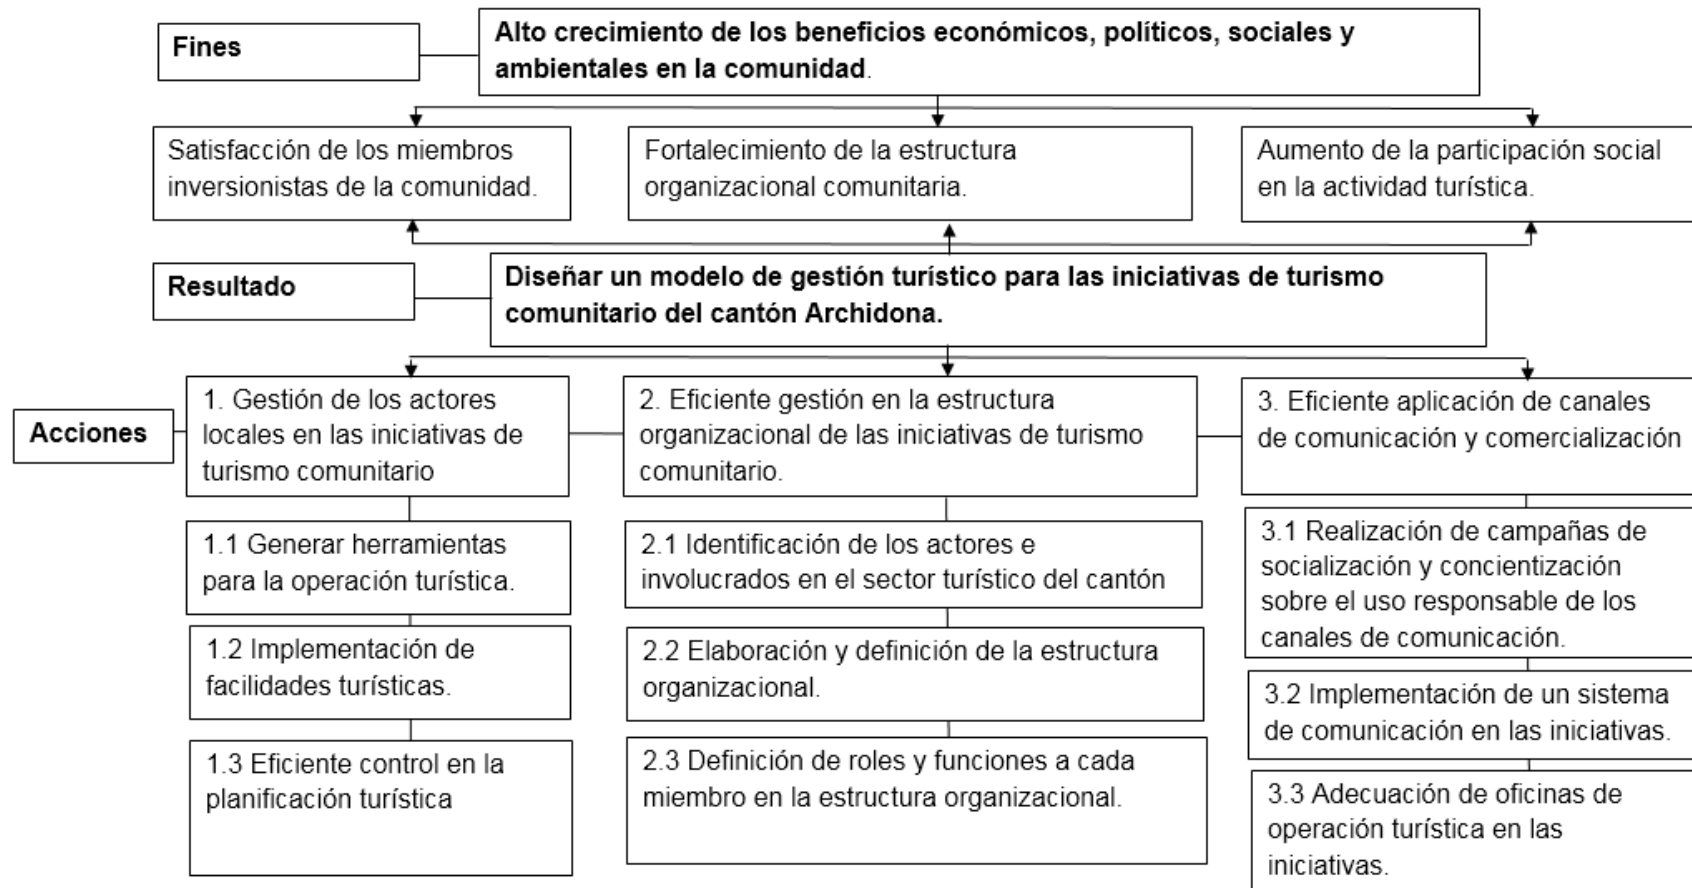 Fines
Alto crecimiento de los beneficios económicos, políticos, sociales y
ambientales en la comunidad.
Satisfacción de los miembros
inversionistas de la comunidad.
Fortalecimiento de la estructura
organizacional comunitaria.
Aumento de la participación social
en la actividad turística.
Resultado
Diseñar un modelo de gestión turístico para las iniciativas de turismo
comunitario del cantón Archidona.
Acciones
1. Gestión de los actores
locales en las iniciativas de
turismo comunitario
2. Eficiente gestión en la estructura
organizacional de las iniciativas de turismo
comunitario.
3. Eficiente aplicación de canales
de comunicación y comercialización
1.1 Generar herramientas
para la operación turística.
2.1 Identificación de los actores e
involucrados en el sector turístico del cantón
3.1 Realización de campañas de
socialización y concientización
sobre el uso responsable de los
canales de comunicación.
1.2 Implementación de
facilidades turísticas.
2.2 Elaboración y definición de la estructura
organizacional.
3.2 Implementación de un sistema
de comunicación en las iniciativas.
1.3 Eficiente control en la
planificación turística
2.3 Definición de roles y funciones a cada
miembro en la estructura organizacional.
3.3 Adecuación de oficinas de
operación turística en las
iniciativas.